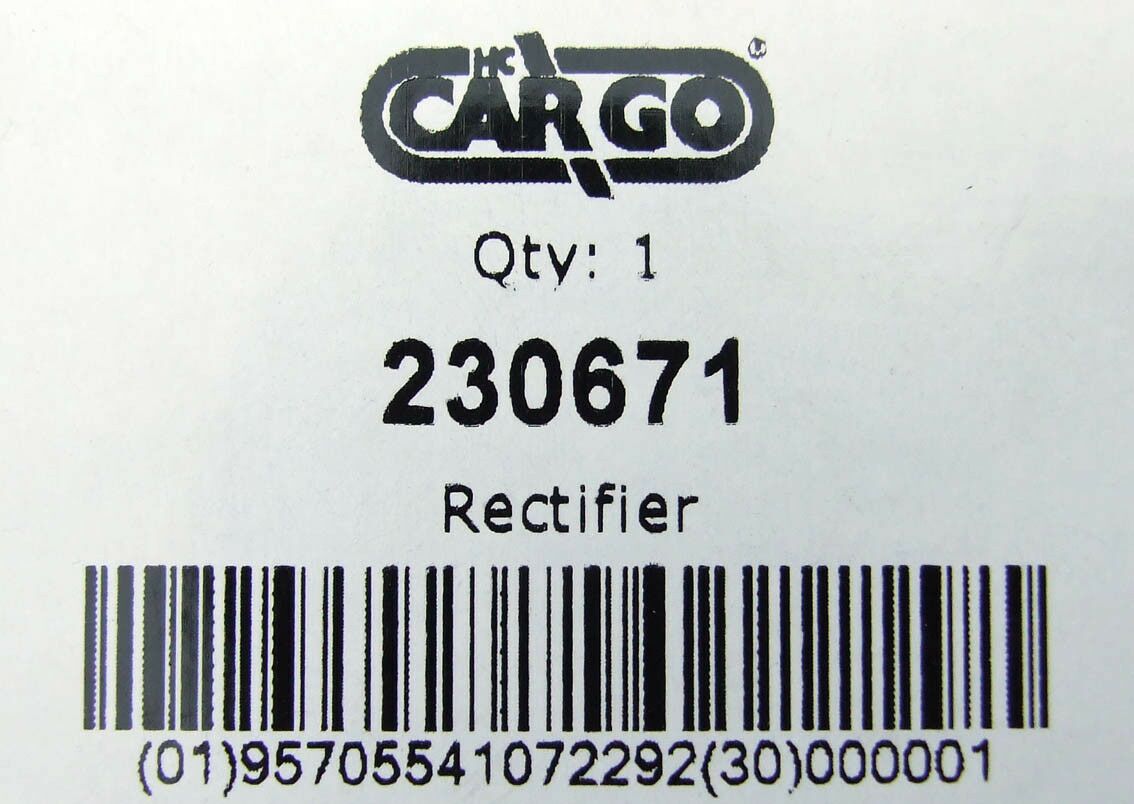 HC
CARGO
Qty: 1
230671
Rectifier
(01)95705541072292(30)000001